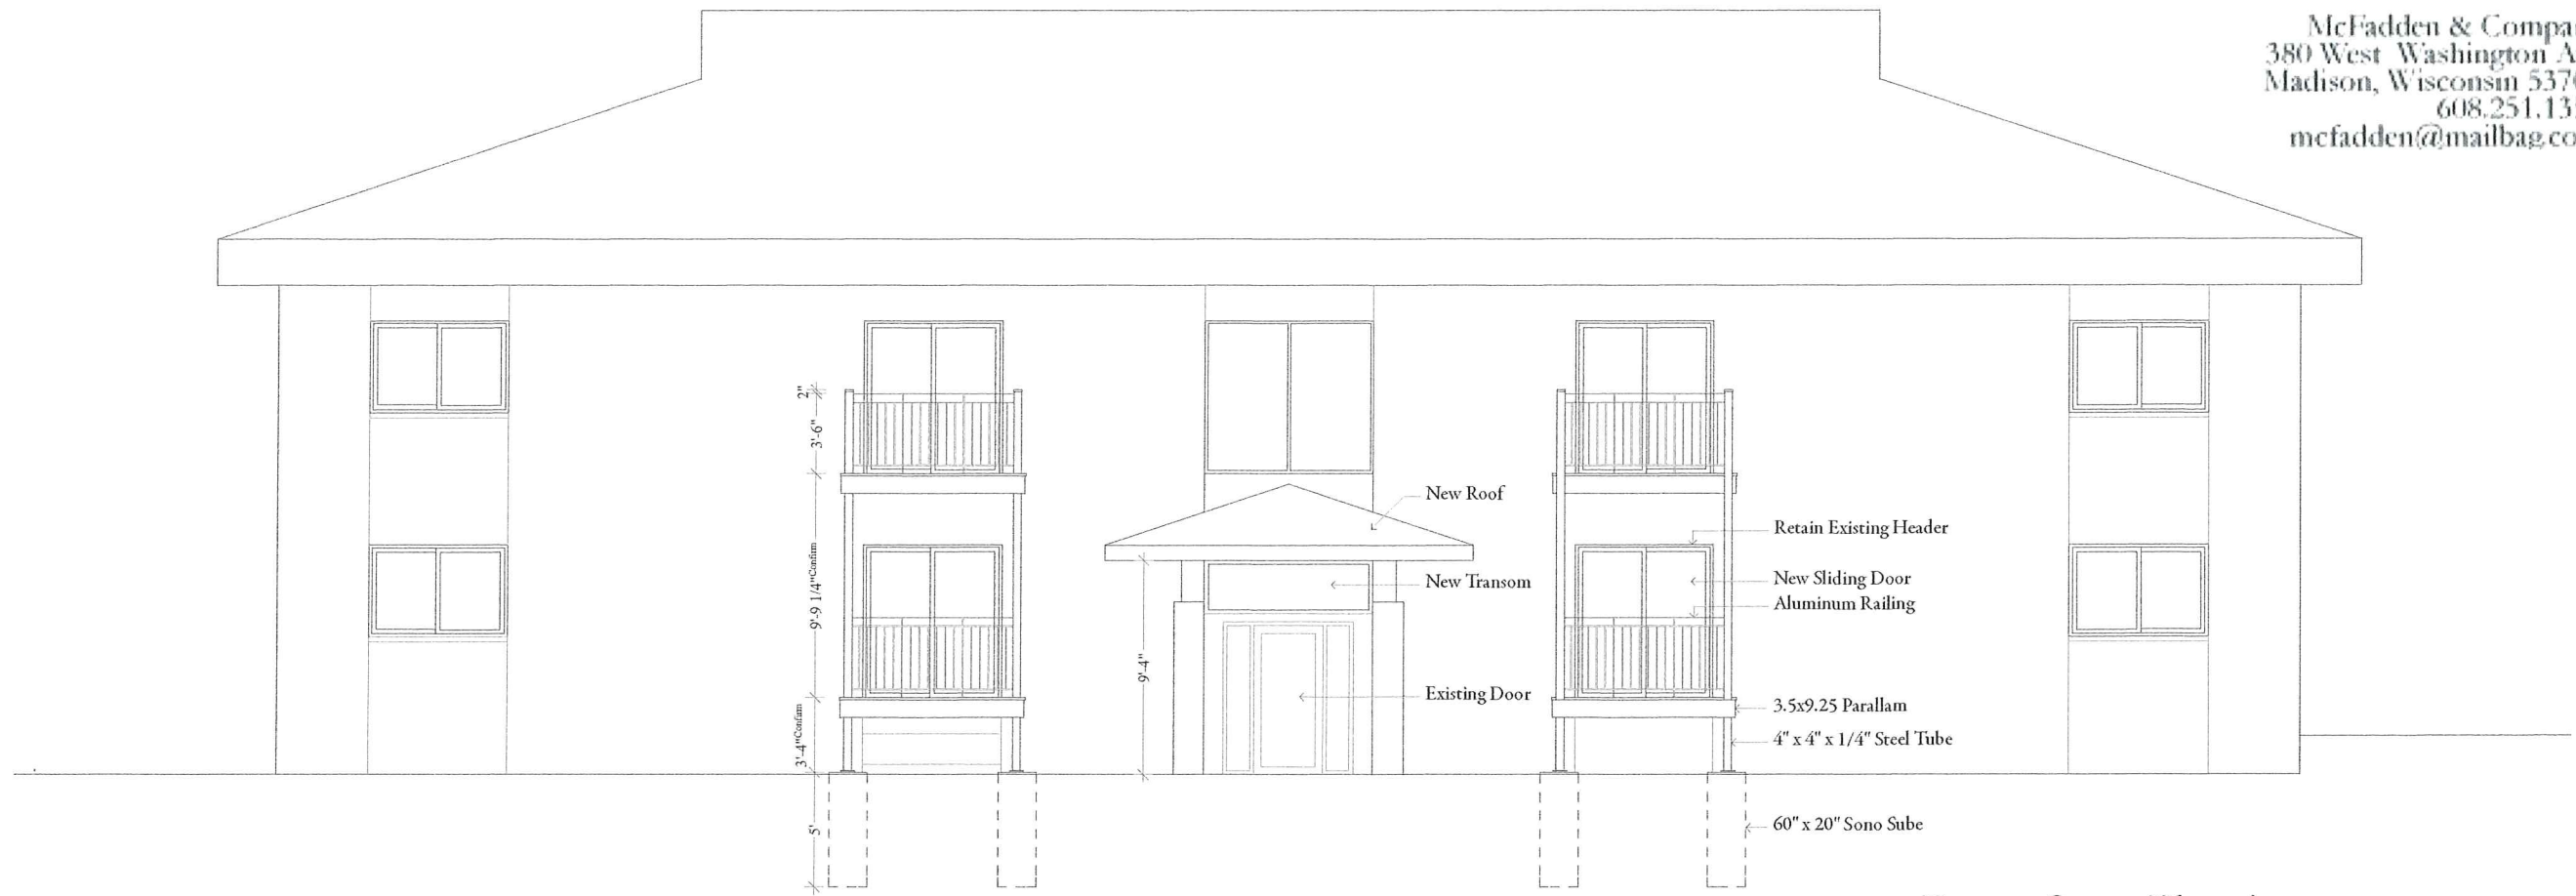 McFadden & Compa
380 West Washington A
Madison, Wisconsin 537
608.251.13
mcfadden@mailbag.co
2"
3'-6"
9'-9 1/4" Confirm
3'-4" Confirm
5'
9'-4"
New Roof
New Transom
Existing Door
Retain Existing Header
New Sliding Door
Aluminum Railing
3.5x9.25 Parallam
4" x 4" x 1/4" Steel Tube
60" x 20" Sono Sube